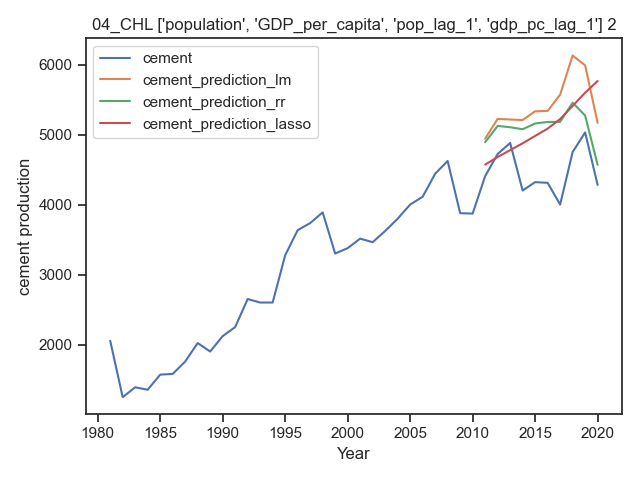 04_CHL ['population', 'GDP_per_capita', 'pop_lag_1', 'gdp_pc_lag_1'] 2
cement
cement_prediction_lm
cement_prediction_rr
cement_prediction_lasso
6000
5000
4000
3000
2000
cement production
1980 1985 1990 1995 2000 2005 2010 2015 2020
Year